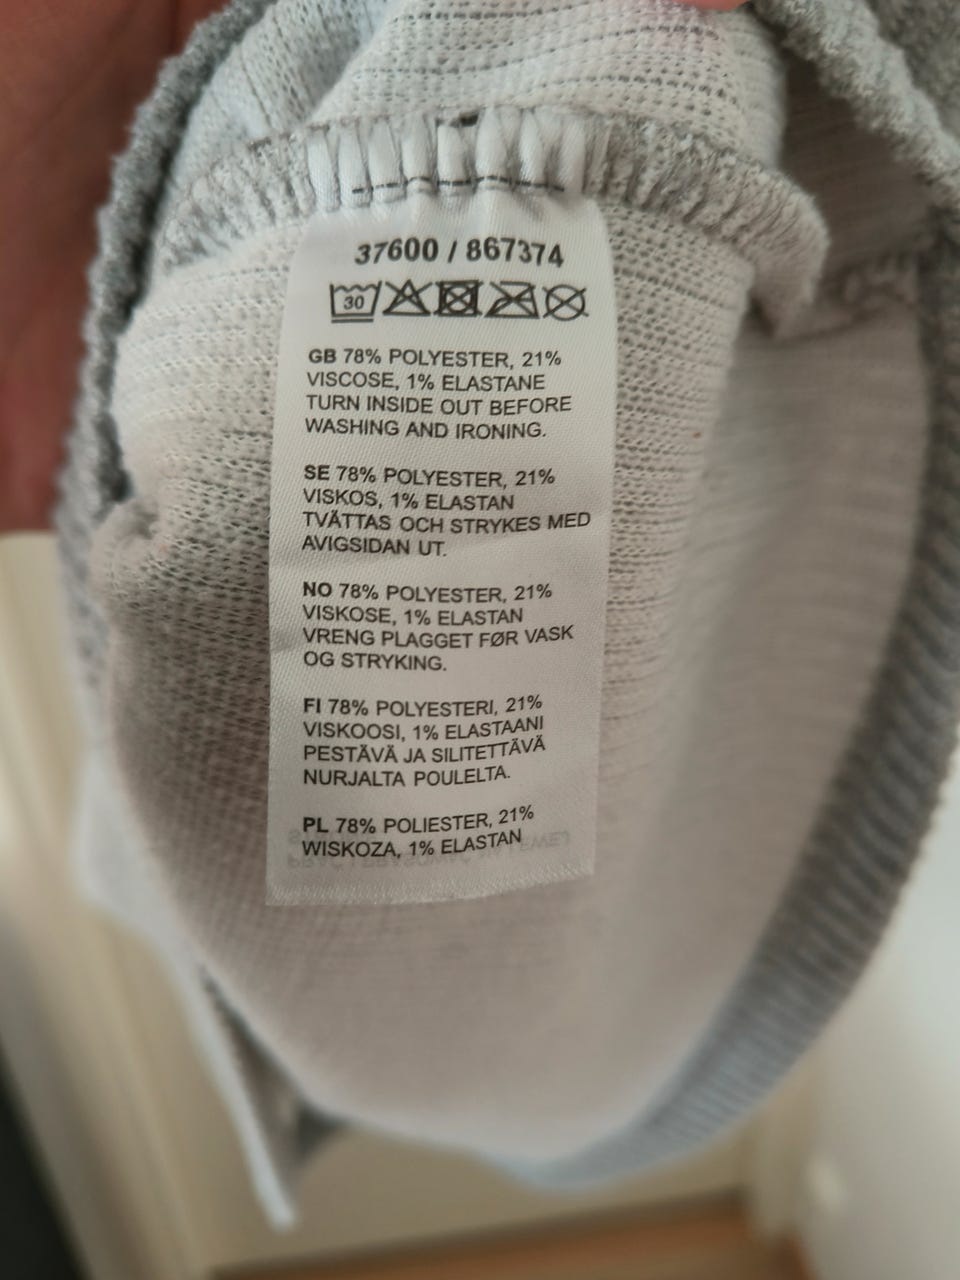 37600 / 867374
30
GB 78% POLYESTER, 21%
VISCOSE, 1% ELASTANE
TURN INSIDE OUT BEFORE
WASHING AND IRONING.
SE 78% POLYESTER, 21%
VISKOS, 1% ELASTAN
TVÄTTAS OCH STRYKES MED
AVIGSIDAN UT.
NO 78% POLYESTER, 21%
VISKOSE, 1% ELASTAN
VRENG PLAGGET FØR VASK
OG STRYKING.
FI 78% POLYESTERI, 21%
VISKOOSI, 1% ELASTAANI
PESTÄVÄ JA SILITETTÄVÄ
NURJALTA POULELTA.
PL 78% POLIESTER, 21%
WISKOZA, 1% ELASTAN